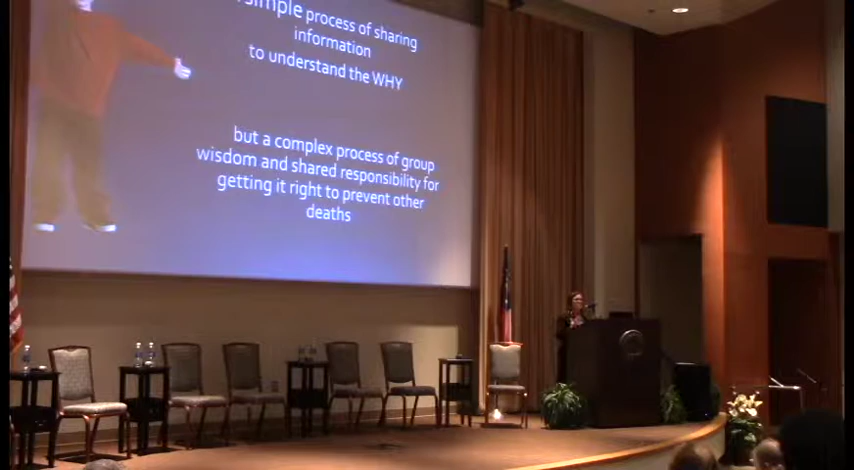 simple process of sharing
information
to understand the WHY
but a complex process of group
wisdom and shared responsibility for
getting it right to prevent other
deaths